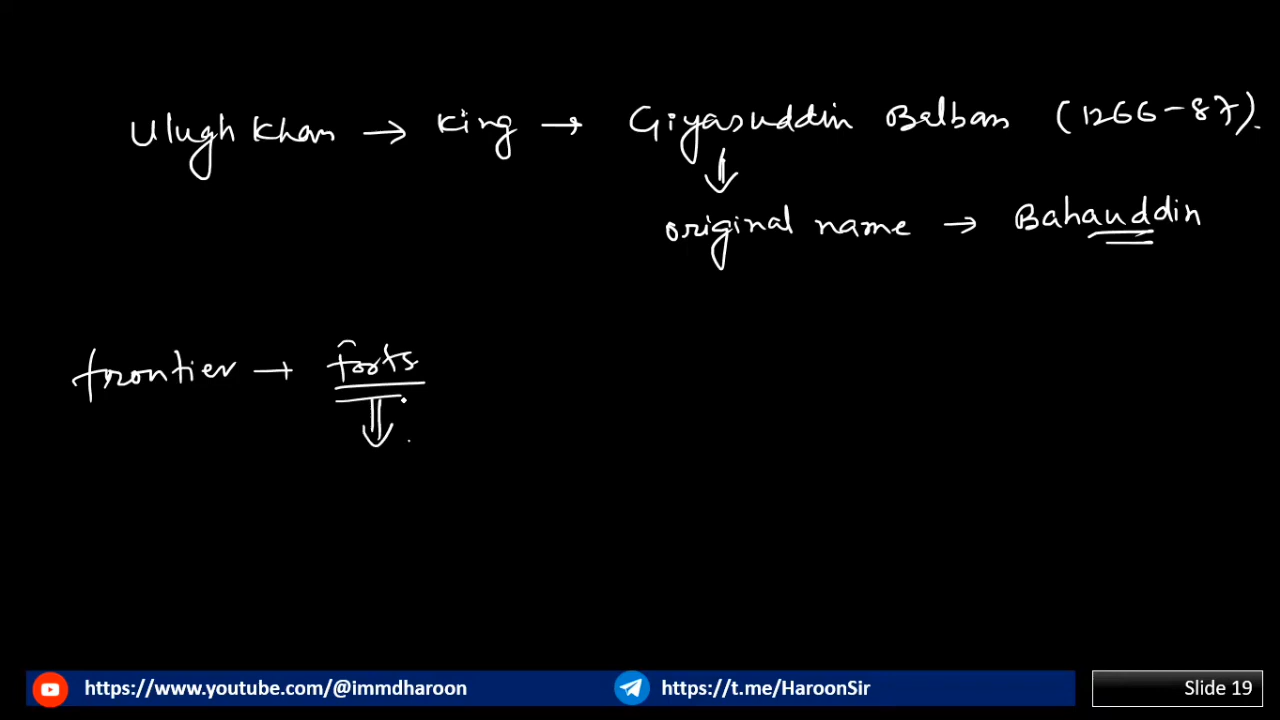 Ulugh Khan → King → Giyasuddin Balban (1266-87).
original name → Bahauddin
frontier → forts
https://www.youtube.com/@immdharoon https://t.me/HaroonSir Slide 19